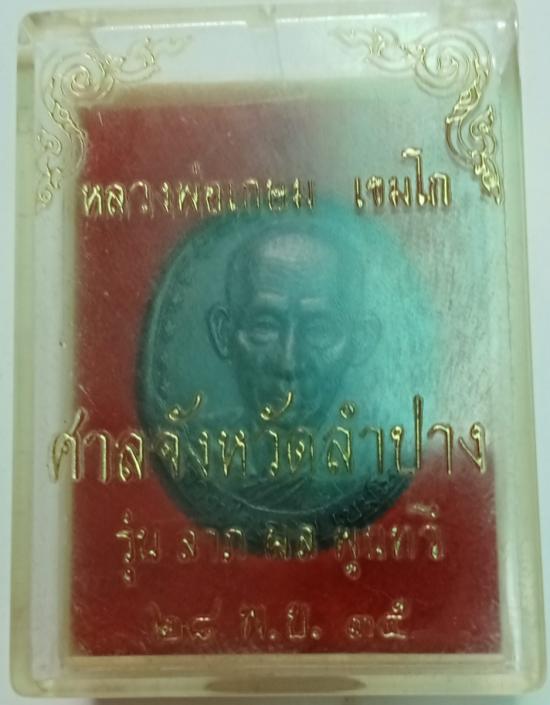 หลวงพ่อเกษม เขมโก
ศาลจังหวัดลำปาง
รุ่น ลาภ ผล พูนทวี
๒๘ พ.ย. ๓๕